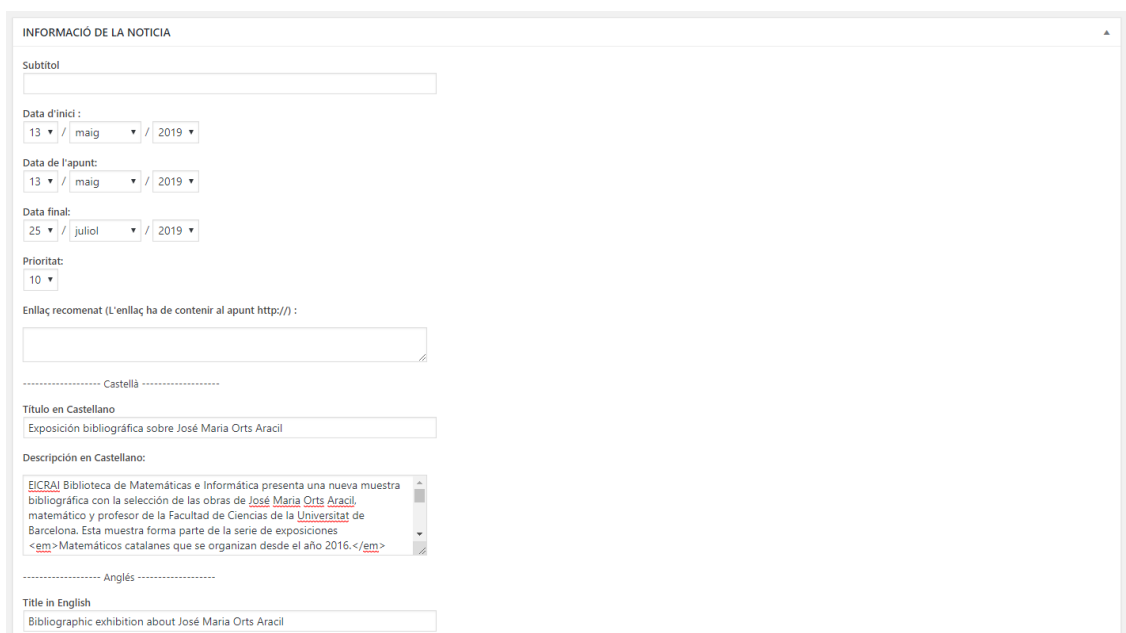 INFORMACIÓ DE LA NOTICIA
Subtítol
Data d'inici :
13 / maig / 2019
Data de l'apunt:
13 / maig / 2019
Data final:
25 / juliol / 2019
Prioritat:
10
Enllaç recomenat (L'enllaç ha de contenir al apunt http://) :
------------------- Castellà -------------------
Título en Castellano
Exposición bibliográfica sobre José Maria Orts Aracil
Descripción en Castellano:
EICRAI Biblioteca de Matemáticas e Informática presenta una nueva muestra
bibliográfica con la selección de las obras de José Maria Orts Aracil,
matemático y profesor de la Facultad de Ciencias de la Universitat de
Barcelona. Esta muestra forma parte de la serie de exposiciones
<em>Matemáticos catalanes que se organizan desde el año 2016.</em>
------------------- Anglés -------------------
Title in English
Bibliographic exhibition about José Maria Orts Aracil